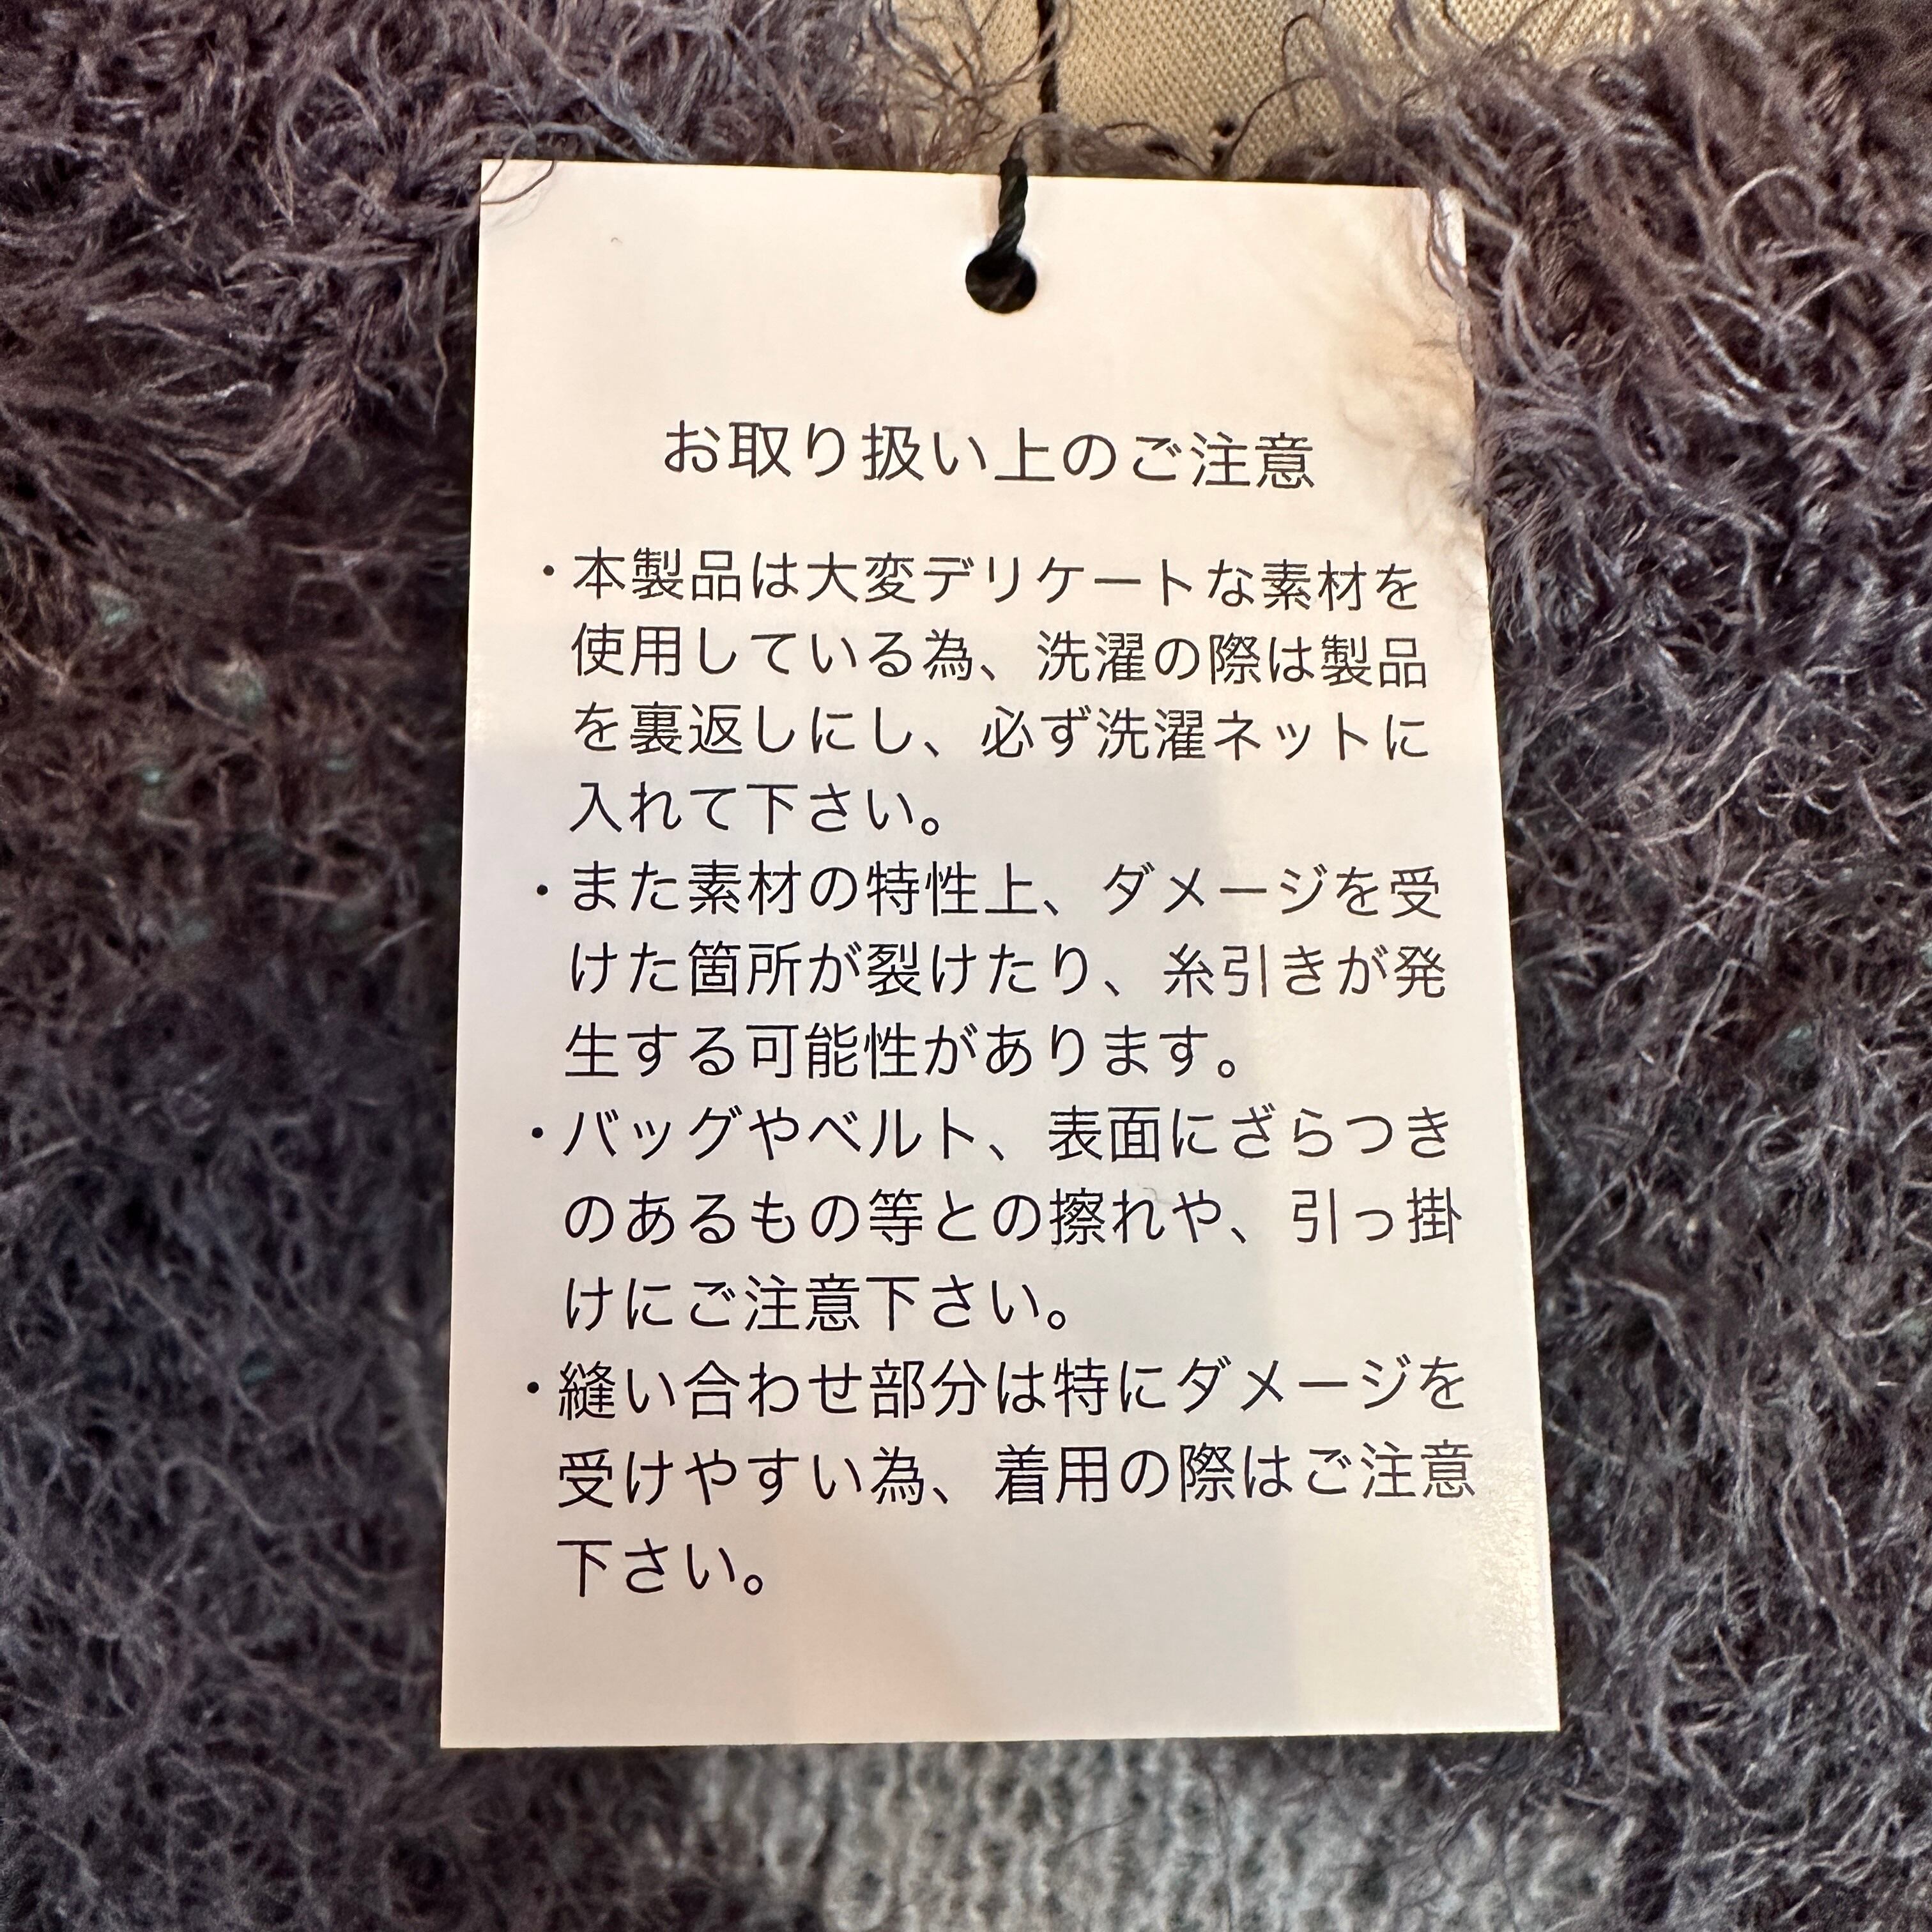 お取り扱い上のご注意
・本製品は大変デリケートな素材を
使用している為、洗濯の際は製品
を裏返しにし、必ず洗濯ネットに
入れて下さい。
・また素材の特性上、ダメージを受
けた箇所が裂けたり、糸引きが発
生する可能性があります。
・バッグやベルト、表面にざらつき
のあるもの等との擦れや、引っ掛
けにご注意下さい。
・縫い合わせ部分は特にダメージを
受けやすい為、着用の際はご注意
下さい。